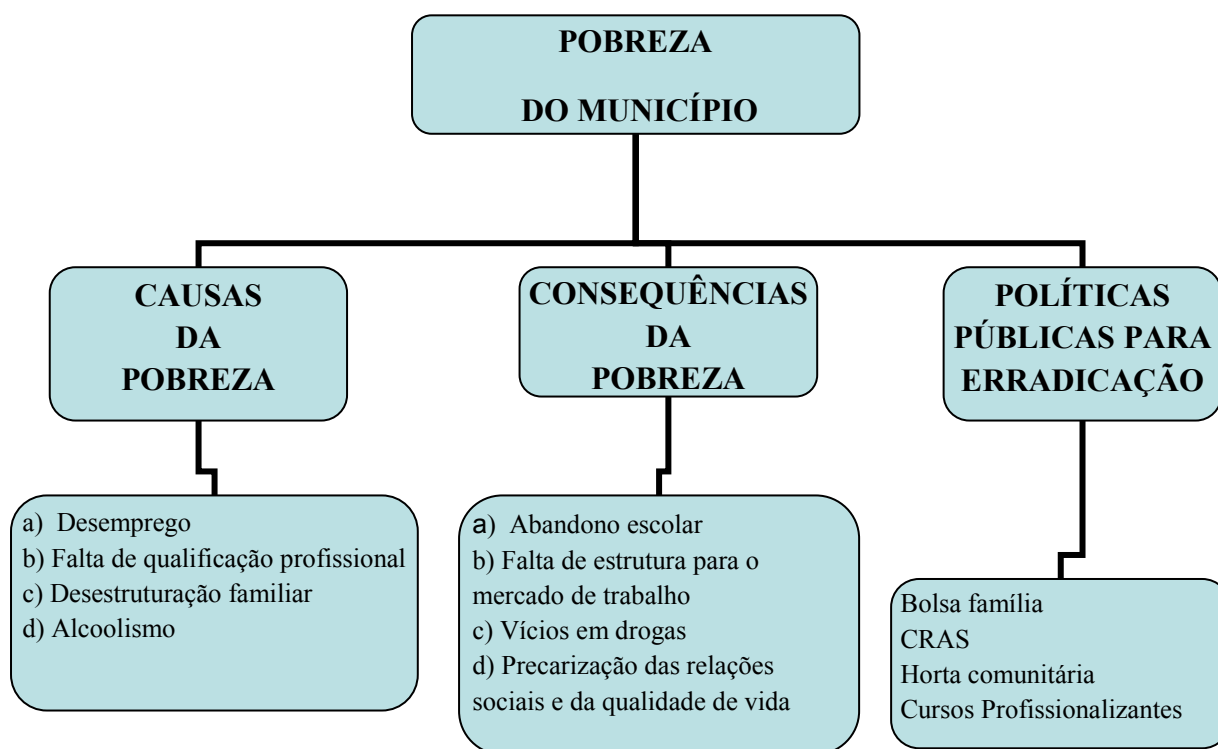 POBREZA
DO MUNICÍPIO
CAUSAS
DA
POBREZA
CONSEQUÊNCIAS
DA
POBREZA
POLÍTICAS
PÚBLICAS PARA
ERRADICAÇÃO
a) Desemprego
b) Falta de qualificação profissional
c) Desestruturação familiar
d) Alcoolismo
a) Abandono escolar
b) Falta de estrutura para o
mercado de trabalho
c) Vícios em drogas
d) Precarização das relações
sociais e da qualidade de vida
Bolsa família
CRAS
Horta comunitária
Cursos Profissionalizantes